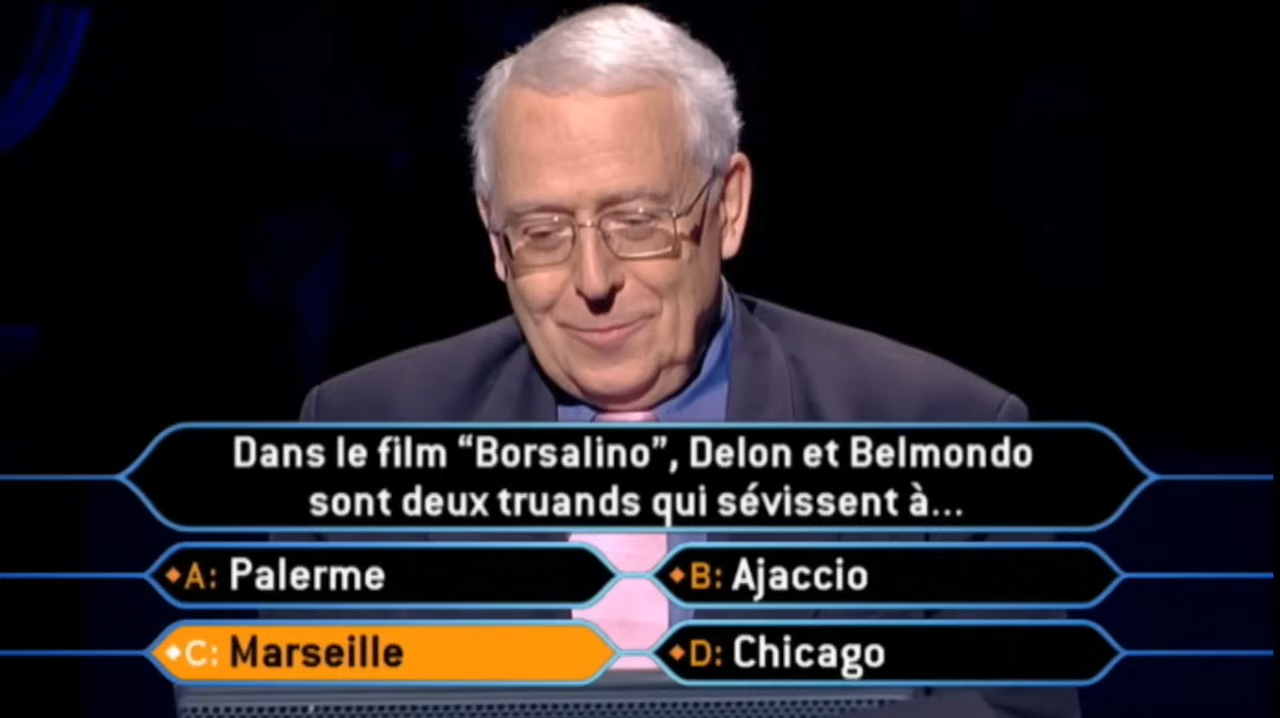 Dans le film “Borsalino”, Delon et Belmondo
sont deux truands qui sévissent à...
A: Palerme
B: Ajaccio
C: Marseille
D: Chicago